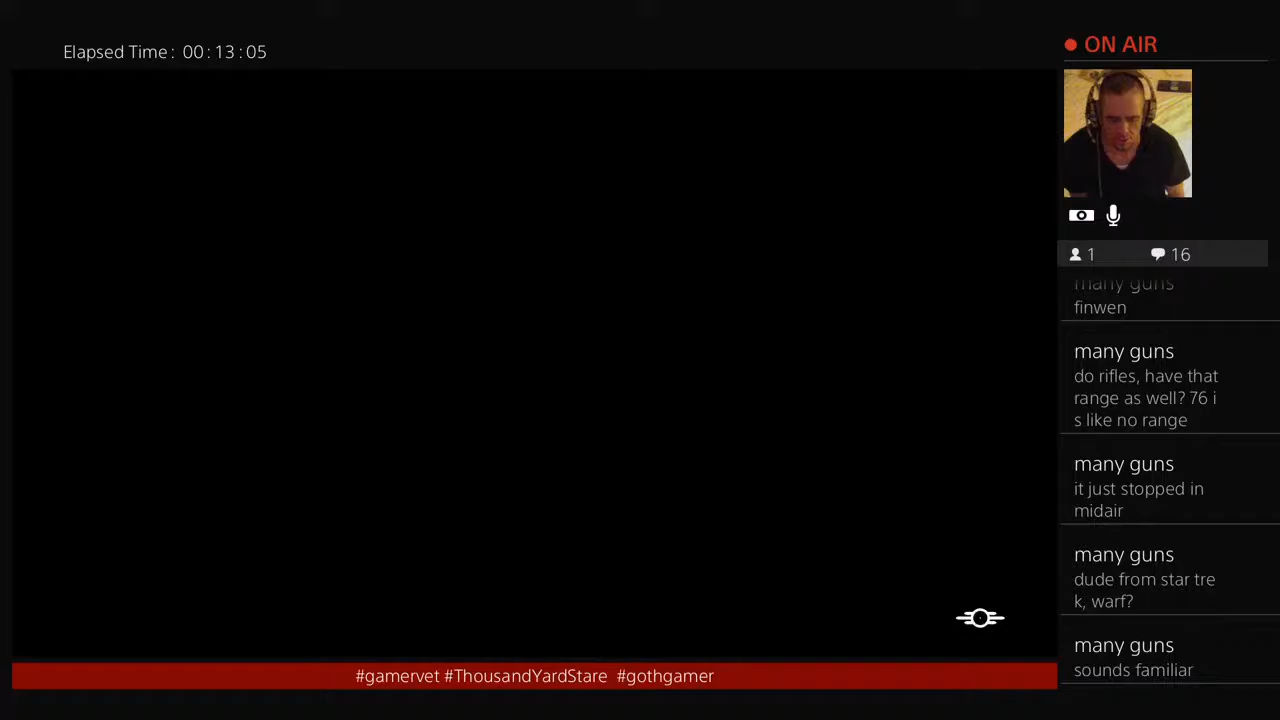 Elapsed Time: 00:13:05
ON AIR
1 16
many guns
finwen
many guns
do rifles, have that
range as well? 76 i
s like no range
many guns
it just stopped in
midair
many guns
dude from star tre
k, warf?
many guns
sounds familiar
#gamervet #ThousandYardStare #gothgamer